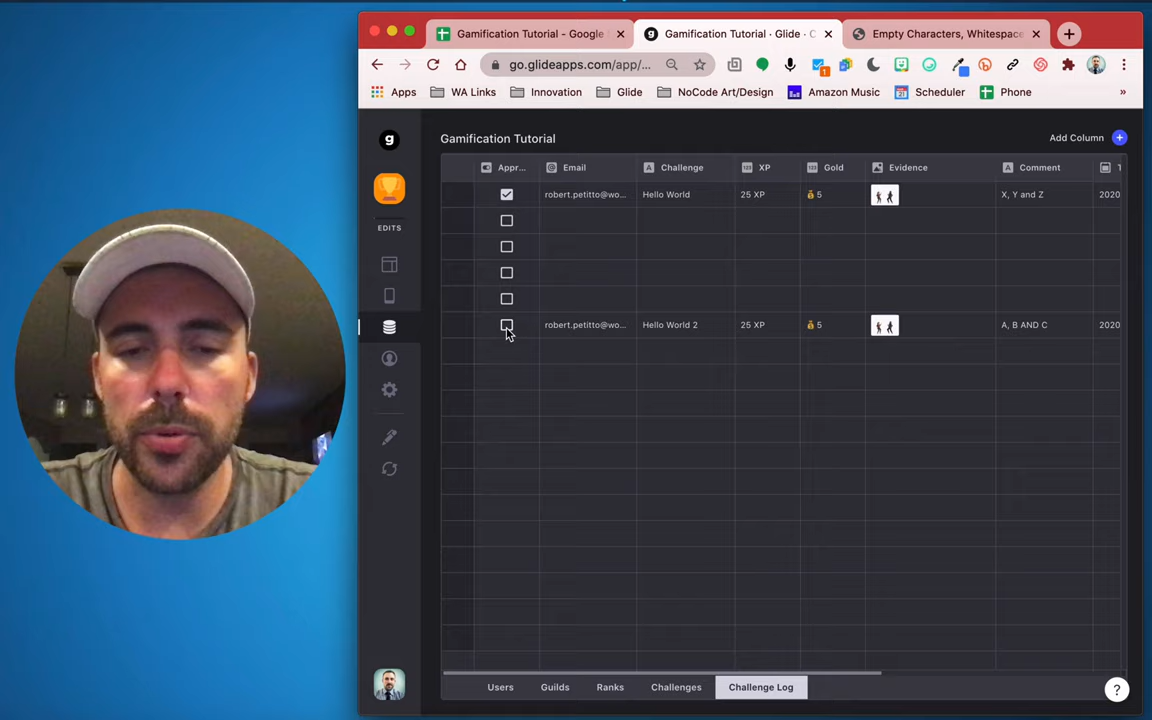 Gamification Tutorial - Google
Gamification Tutorial · Glide · C
Empty Characters, Whitespace
go.glideapps.com/app/...
1
Apps
WA Links
Innovation
Glide
NoCode Art/Design
Amazon Music
Scheduler
Phone
»
g
Gamification Tutorial
Add Column
EDITS
Appr...
Email
Challenge
XP
Gold
Evidence
Comment
T
robert.petitto@wo...
Hello World
25 XP
5
X, Y and Z
2020
robert.petitto@wo...
Hello World 2
25 XP
5
A, B AND C
2020
Users
Guilds
Ranks
Challenges
Challenge Log
?